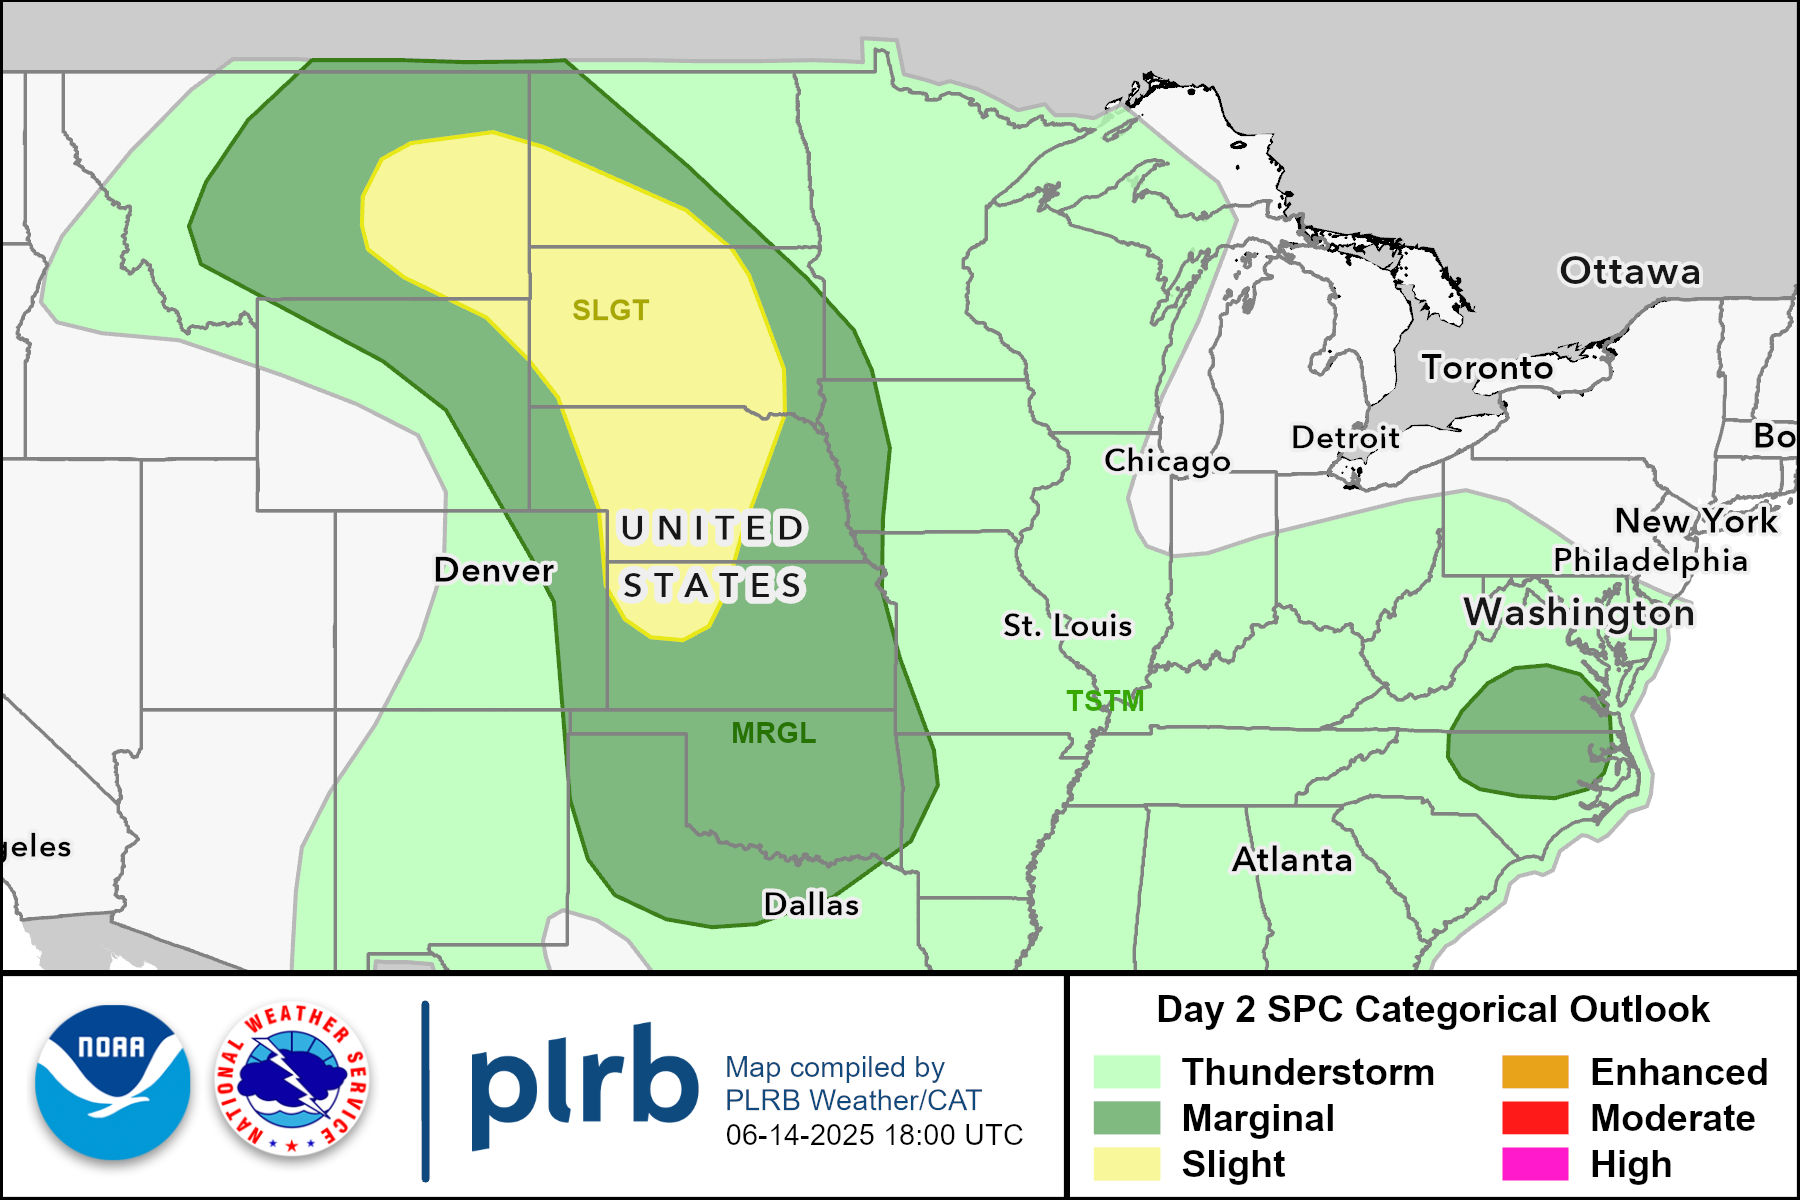 Ottawa
SLGT
Toronto
Detroit
Bo
Chicago
New York
UNITED
Philadelphia
Denver
STATES
Washington
St. Louis
TSTM
MRGL
geles
Atlanta
Dallas
NOAA
NATIONAL WEATHER SERVICE
plrb
Map compiled by
PLRB Weather/CAT
06-14-2025 18:00 UTC
Day 2 SPC Categorical Outlook
Thunderstorm
Marginal
Slight
Enhanced
Moderate
High